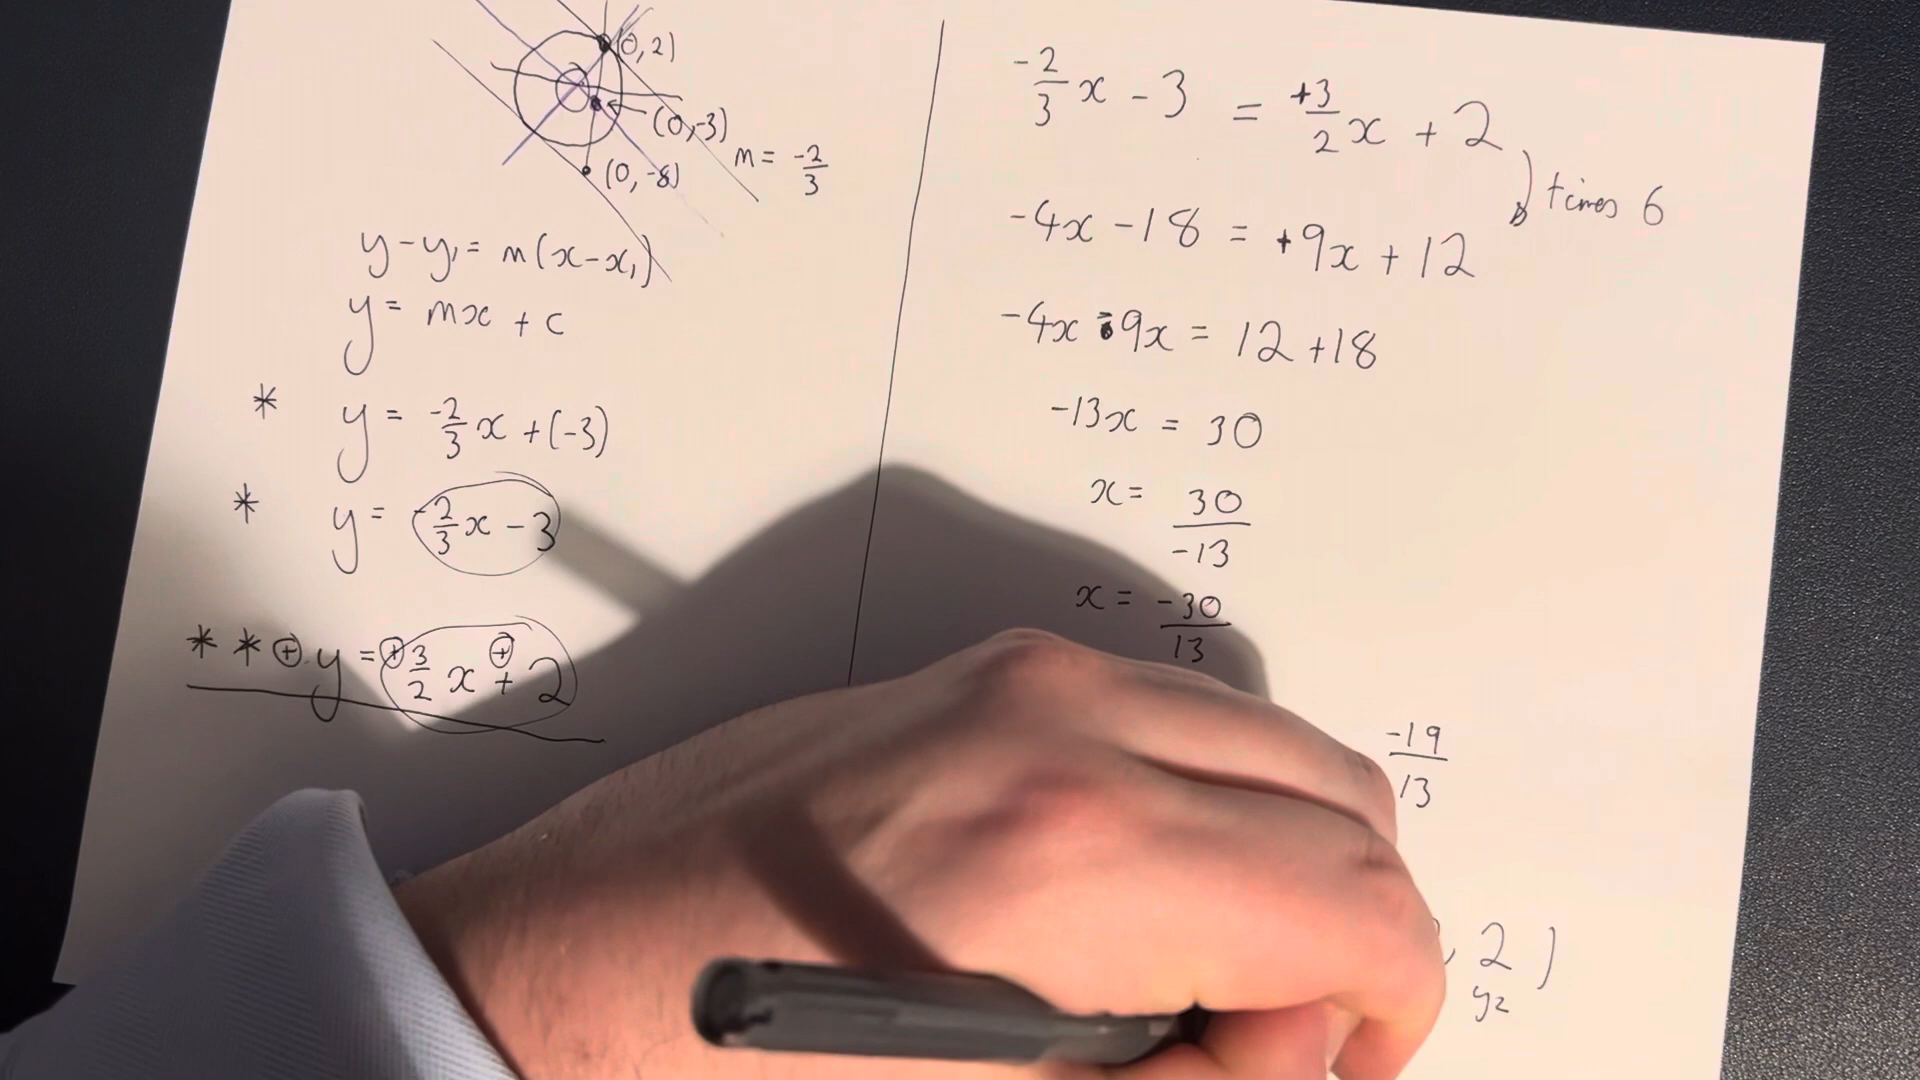 (0,2)
(0,-3)
m = -2/3
(0,-8)
y-y₁ = m(x-x₁)
y = mx + c
* y = -2/3 x + (-3)
* y = -2/3 x - 3
* * ⊕ y = ⊕ 3/2 x ⊕ + 2
-2/3 x - 3 = +3/2 x + 2
times 6
-4x - 18 = +9x + 12
-4x - 9x = 12 + 18
-13x = 30
x = 30/-13
x = -30/13
-19/13
, 2 )
y₂